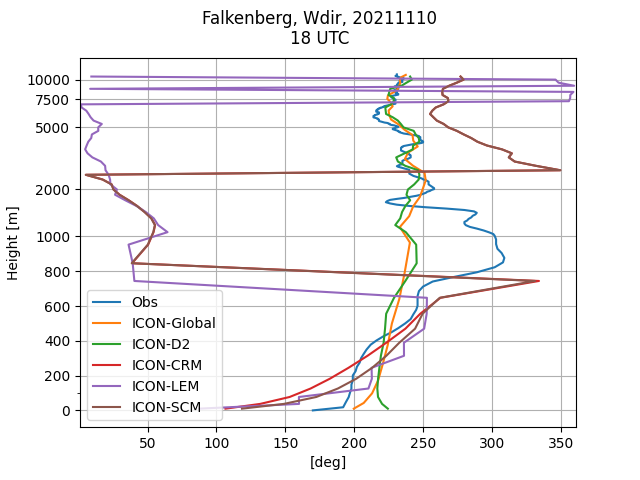 Falkenberg, Wdir, 20211110
18 UTC
Height [m]
10000
7500
5000
2000
1000
800
600
400
200
0
Obs
ICON-Global
ICON-D2
ICON-CRM
ICON-LEM
ICON-SCM
50
100
150
200
250
300
350
[deg]